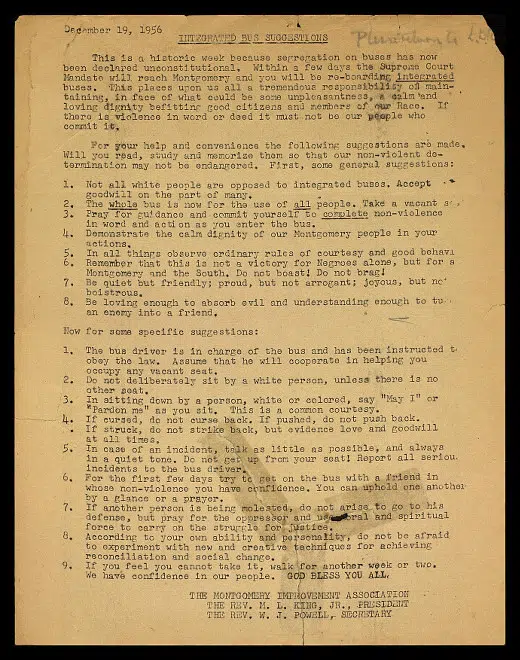 December 19, 1956
INTEGRATED BUS SUGGESTIONS
This is a historic week because segregation on buses has now
been declared unconstitutional. Within a few days the Supreme Court
Mandate will reach Montgomery and you will be re-boarding integrated
buses. This places upon us all a tremendous responsibility of main-
taining, in face of what could be some unpleasantness, a calm and
loving dignity befitting good citizens and members of our Race. If
there is violence in word or deed it must not be our people who
commit it.
For your help and convenience the following suggestions are made.
Will you read, study and memorize them so that our non-violent de-
termination may not be endangered. First, some general suggestions:
1. Not all white people are opposed to integrated buses. Accept
goodwill on the part of many.
2. The whole bus is now for the use of all people. Take a vacant
3. Pray for guidance and commit yourself to complete non-violence
in word and action as you enter the bus.
4. Demonstrate the calm dignity of our Montgomery people in your
actions.
5. In all things observe ordinary rules of courtesy and good behavi
6. Remember that this is not a victory for Negroes alone, but for a
Montgomery and the South. Do not boast! Do not brag!
7. Be quiet but friendly; proud, but not arrogant; joyous, but no
boistrous.
8. Be loving enough to absorb evil and understanding enough to tu
an enemy into a friend.
Now for some specific suggestions:
1. The bus driver is in charge of the bus and has been instructed t
obey the law. Assume that he will cooperate in helping you
occupy any vacant seat.
2. Do not deliberately sit by a white person, unless there is no
other seat.
3. In sitting down by a person, white or colored, say "May I" or
"Pardon me" as you sit. This is a common courtesy.
4. If cursed, do not curse back. If pushed, do not push back.
If struck, do not strike back, but evidence love and goodwill
at all times.
5. In case of an incident, talk as little as possible, and always
in a quiet tone. Do not get up from your seat! Report all seriou
incidents to the bus driver.
6. For the first few days try to get on the bus with a friend in
whose non-violence you have confidence. You can uphold one another
by a glance or a prayer.
7. If another person is being molested, do not arise to go to his
defense, but pray for the oppressor and use moral and spiritual
force to carry on the struggle for justice.
8. According to your own ability and personality, do not be afraid
to experiment with new and creative techniques for achieving
reconciliation and social change.
9. If you feel you cannot take it, walk for another week or two.
We have confidence in our people. GOD BLESS YOU ALL.
THE MONTGOMERY IMPROVEMENT ASSOCIATION
THE REV. M. L. KING, JR., PRESIDENT
THE REV. W. J. POWELL, SECRETARY